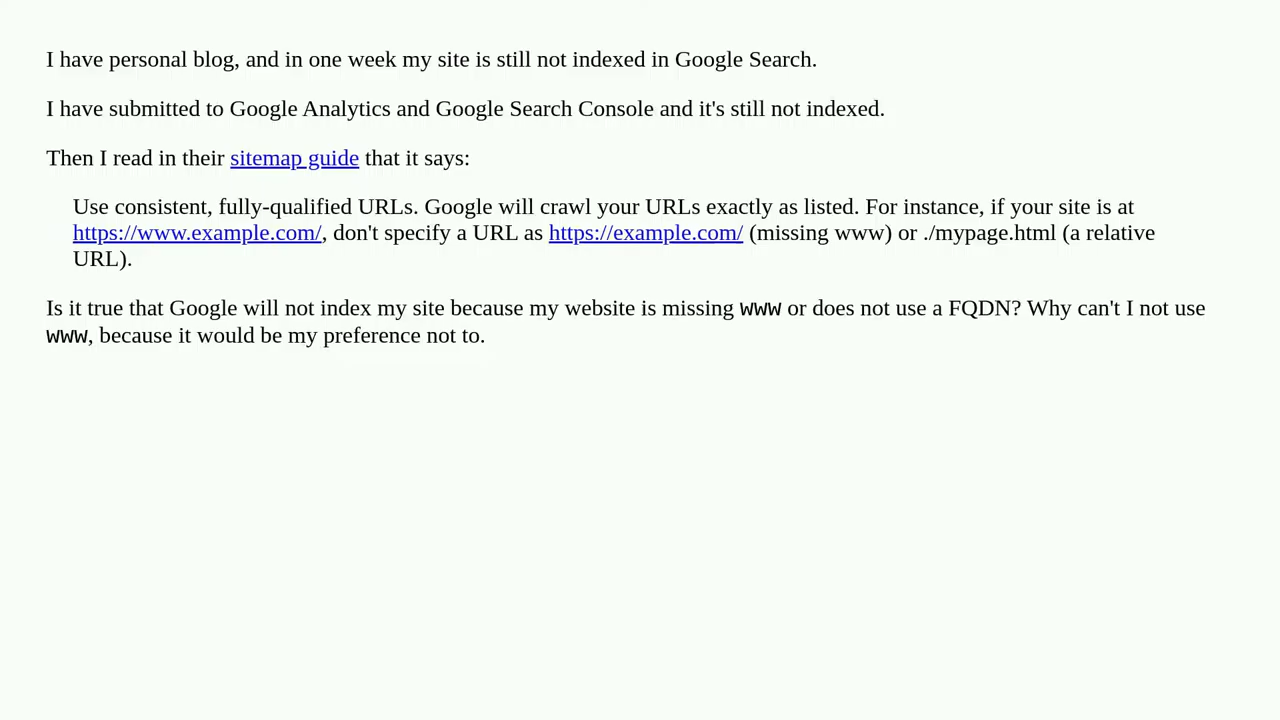 I have personal blog, and in one week my site is still not indexed in Google Search.
I have submitted to Google Analytics and Google Search Console and it's still not indexed.
Then I read in their sitemap guide that it says:
Use consistent, fully-qualified URLs. Google will crawl your URLs exactly as listed. For instance, if your site is at
https://www.example.com/, don't specify a URL as https://example.com/ (missing www) or ./mypage.html (a relative
URL).
Is it true that Google will not index my site because my website is missing www or does not use a FQDN? Why can't I not use
www, because it would be my preference not to.